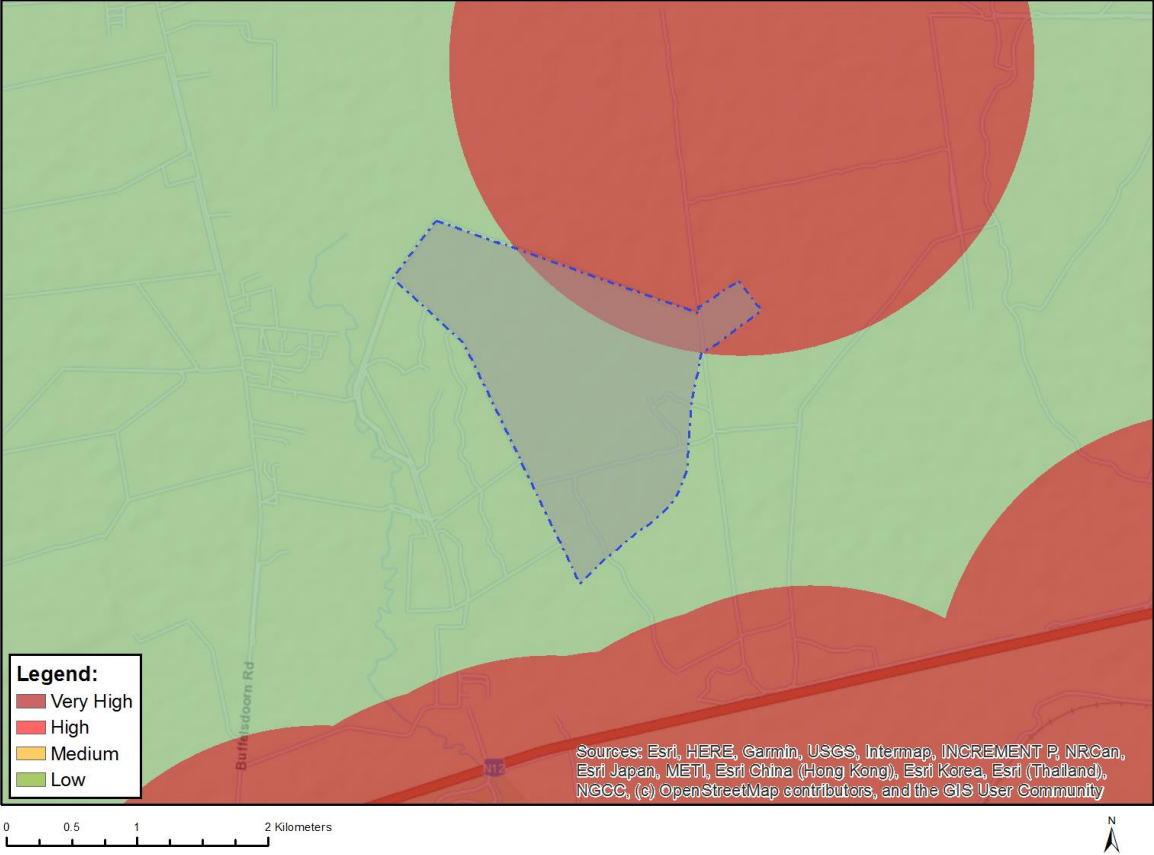 Buffelsdoorn Rd
N12
Legend:
Very High
High
Medium
Low
Sources: Esri, HERE, Garmin, USGS, Intermap, INCREMENT P, NRCan,
Esri Japan, METI, Esri China (Hong Kong), Esri Korea, Esri (Thailand),
NGCC, (c) OpenStreetMap contributors, and the GIS User Community
0 0.5 1 2 Kilometers
N